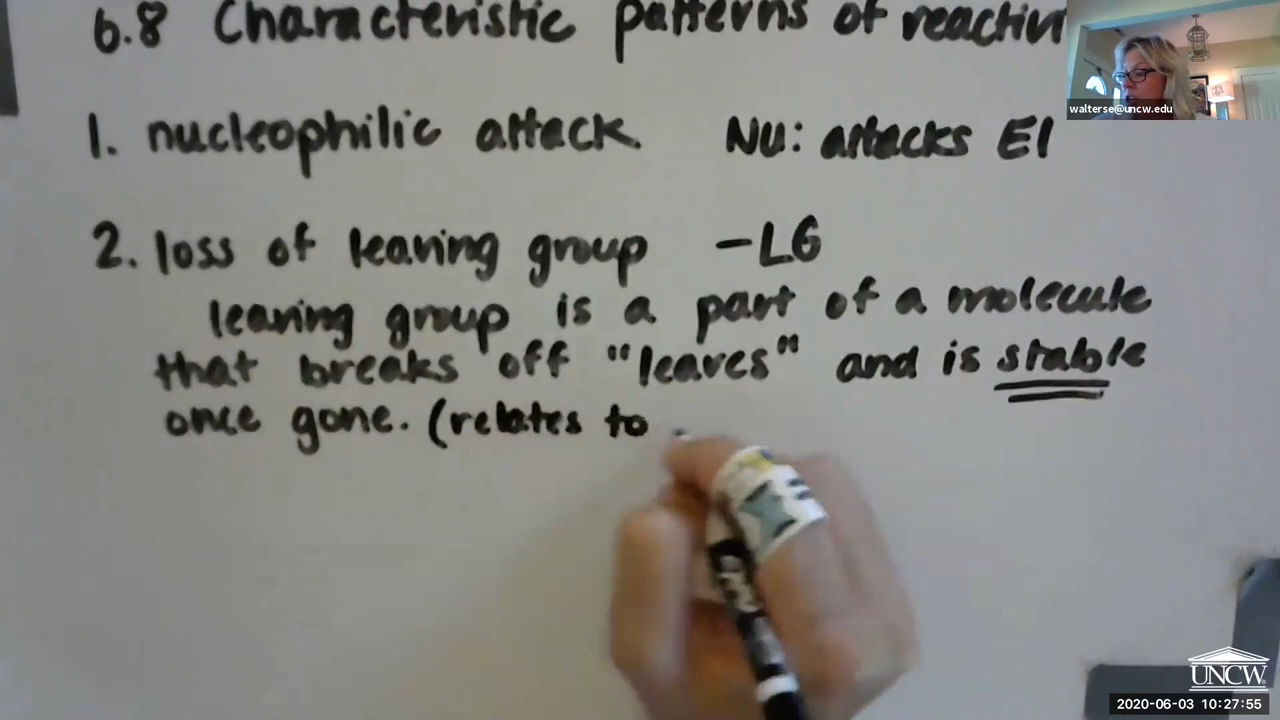 6.8 Characteristic patterns of reactiv
walterse@uncw.edu
1. nucleophilic attack NU: attacks El
2. loss of leaving group -LG
leaving group is a part of a molecule
that breaks off "leaves" and is stable
once gone. (relates to
UNCW
2020-06-03 10:27:55